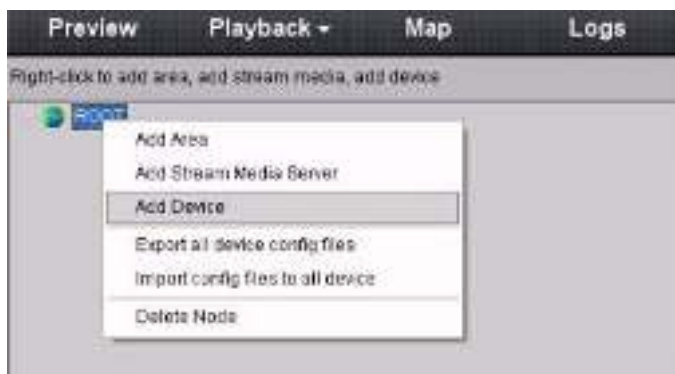 Preview Playback Map Logs
Right-click to add area, add stream media, add device
ROOT
Add Area
Add Stream Media Server
Add Device
Export all device config files
Import config files to all device
Delete Node